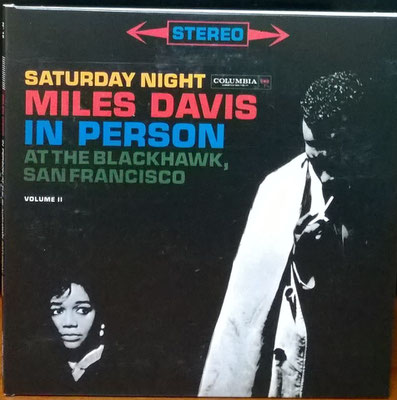 STEREO
SATURDAY NIGHT
COLUMBIA
MILES DAVIS
IN PERSON
AT THE BLACKHAWK,
SAN FRANCISCO
VOLUME II